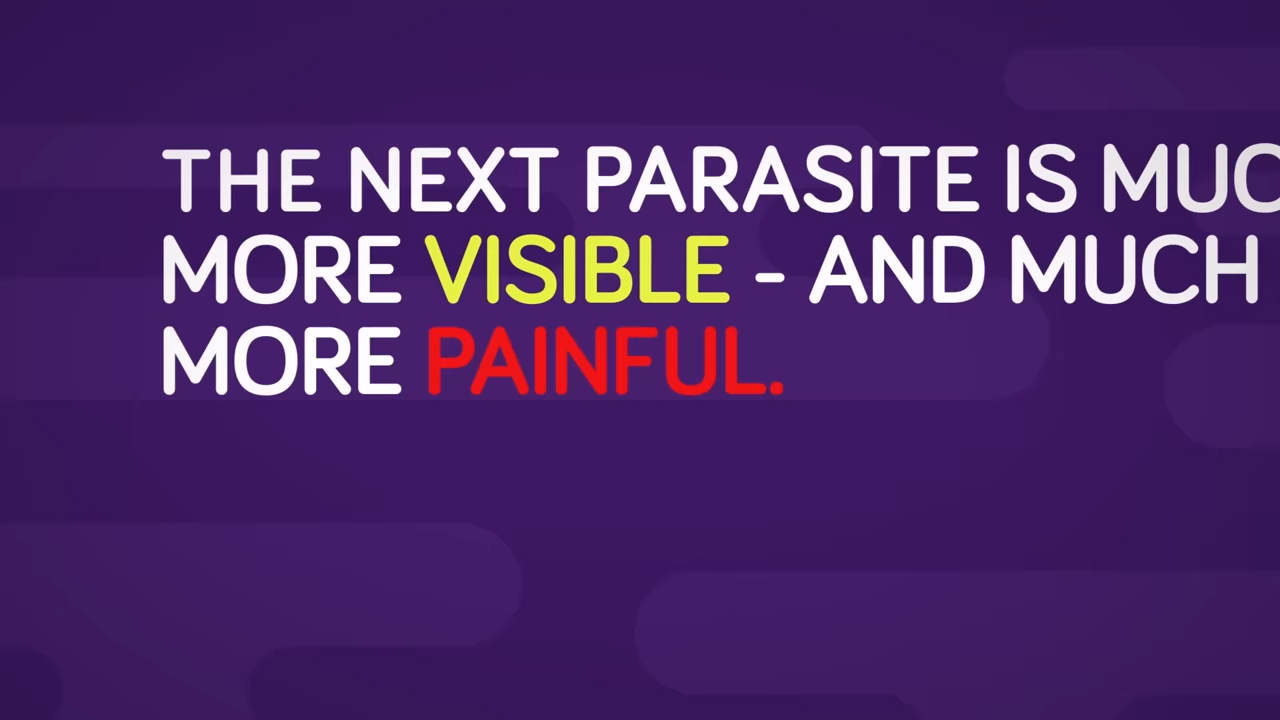 THE NEXT PARASITE IS MUC
MORE VISIBLE - AND MUCH
MORE PAINFUL.